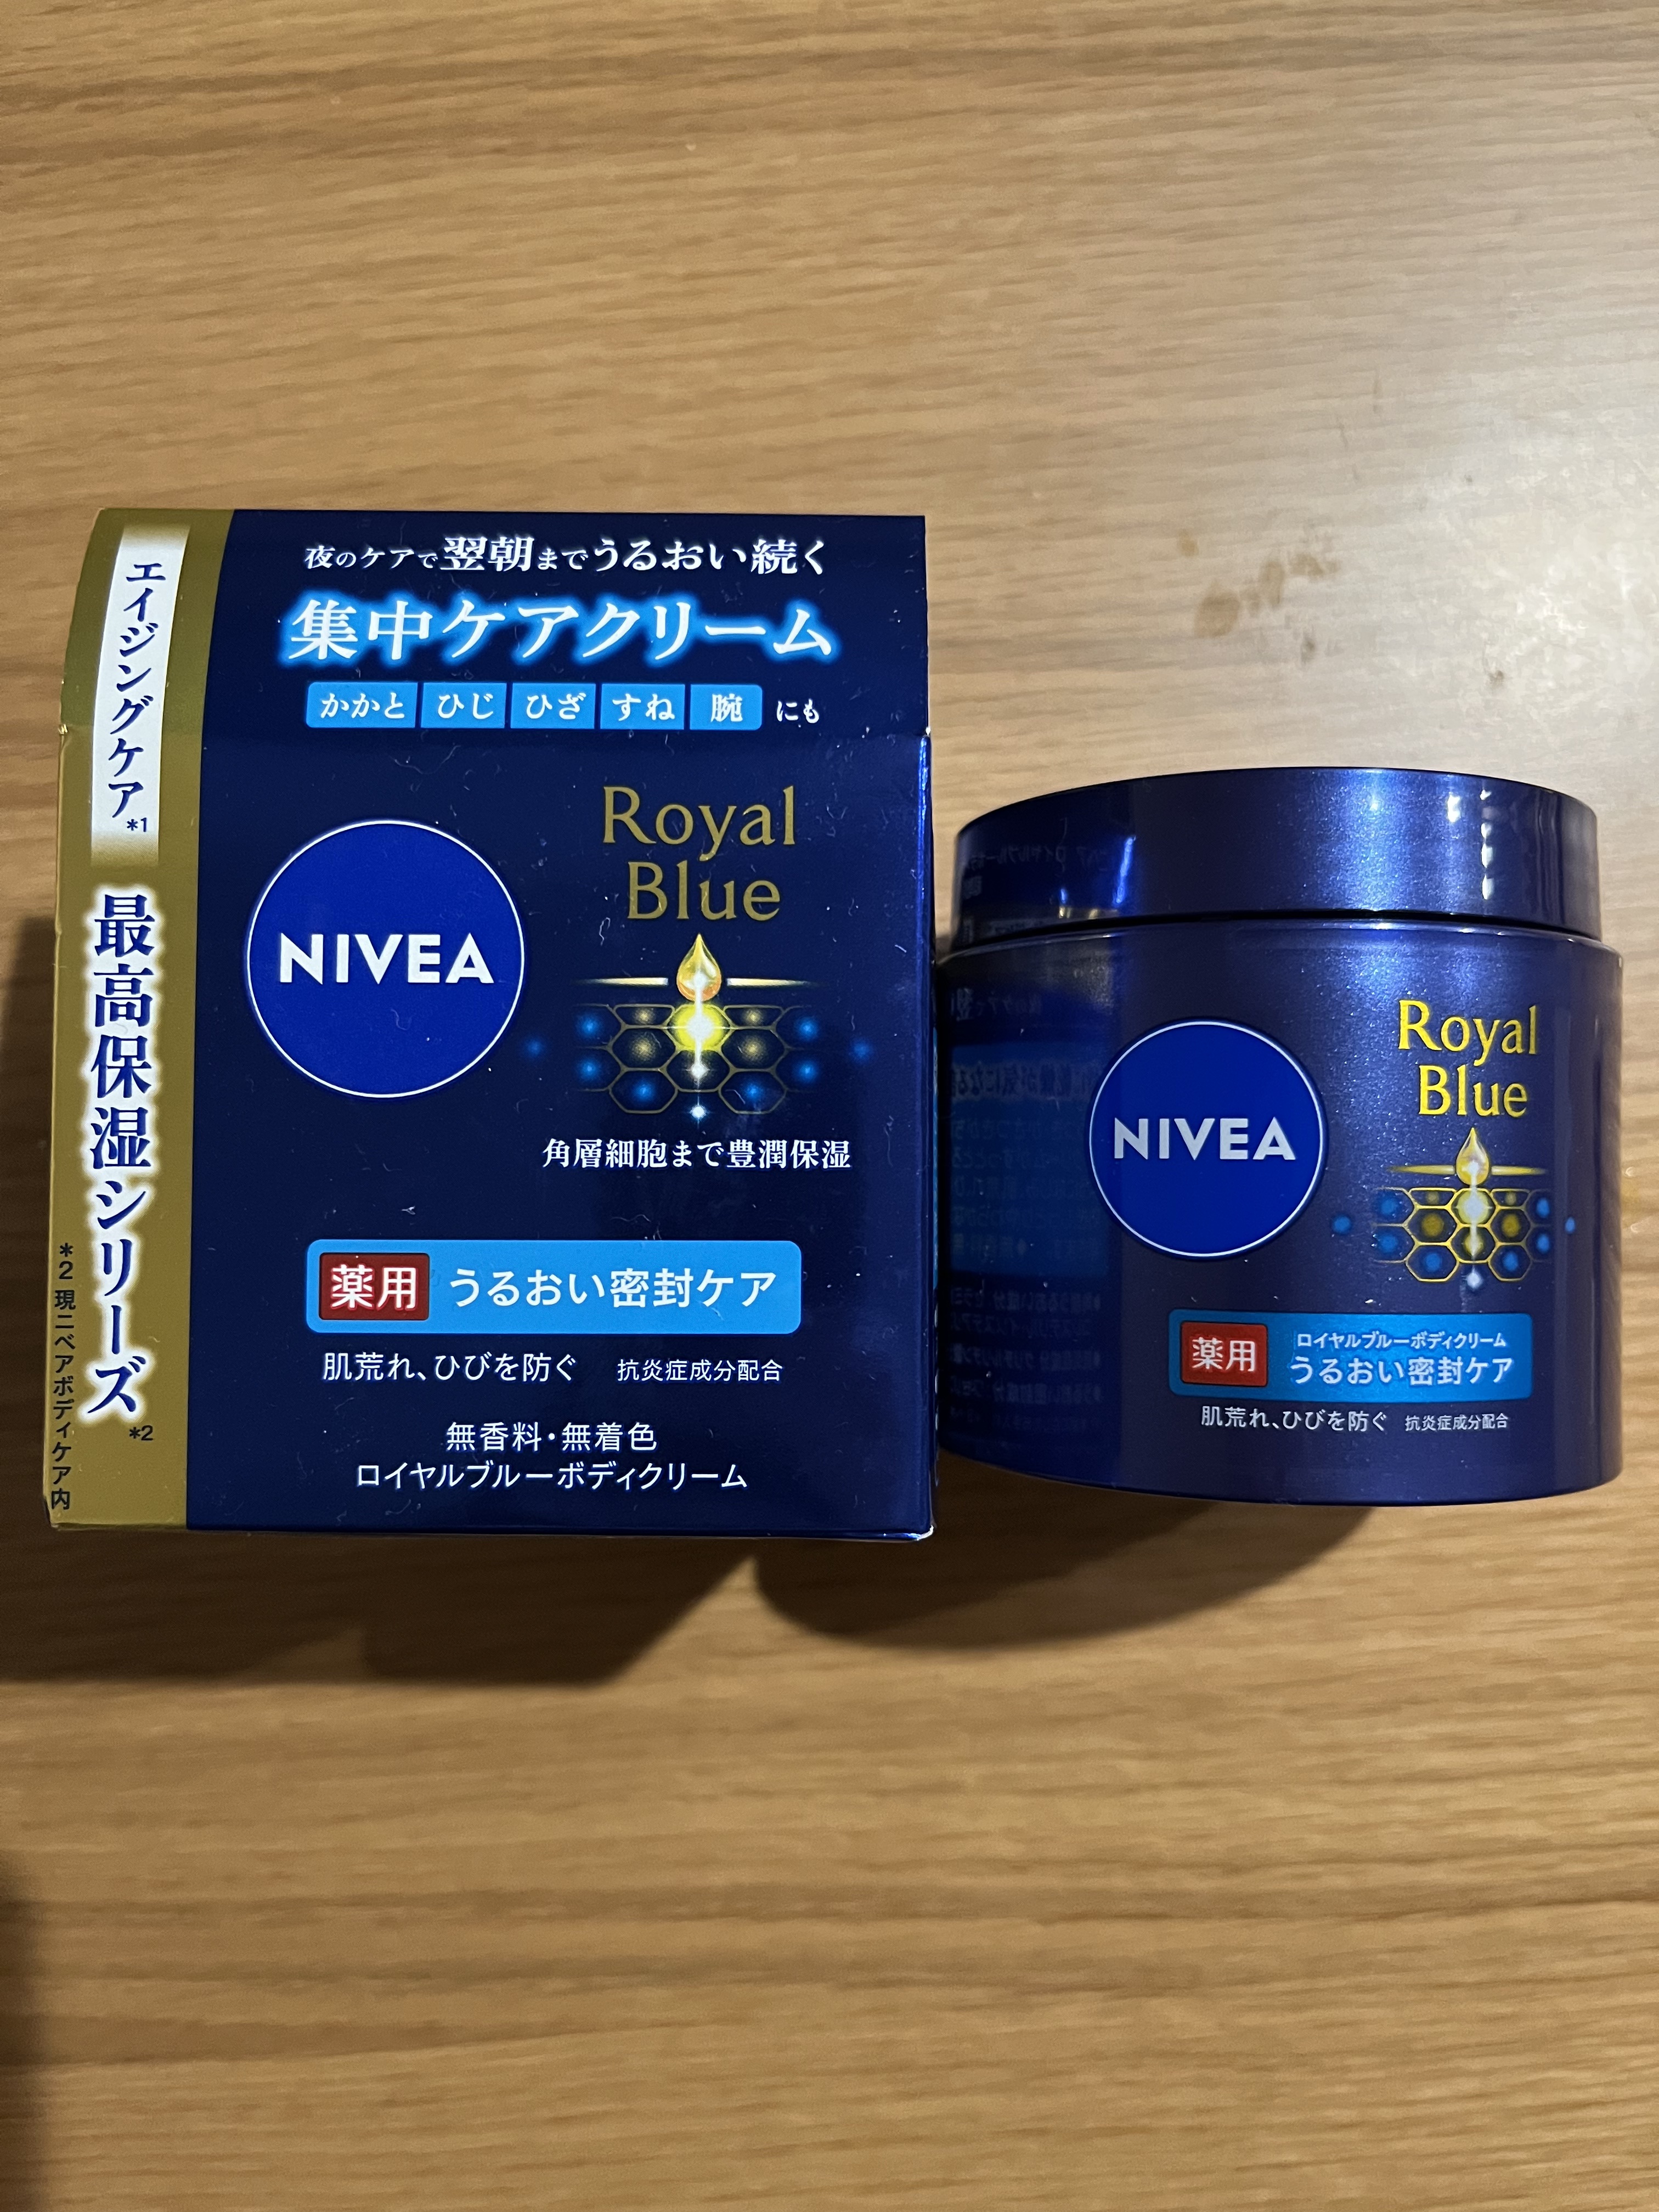 エイジングケア*1
最高保湿シリーズ*2
*2 現ニベアボディケア内
夜のケアで翌朝までうるおい続く
集中ケアクリーム
かかと ひじ ひざ すね 腕 にも
NIVEA
Royal
Blue
角層細胞まで豊潤保湿
薬用 うるおい密封ケア
肌荒れ、ひびを防ぐ 抗炎症成分配合
無香料・無着色
ロイヤルブルーボディクリーム
NIVEA
Royal
Blue
薬用
ロイヤルブルーボディクリーム
うるおい密封ケア
肌荒れ、ひびを防ぐ 抗炎症成分配合